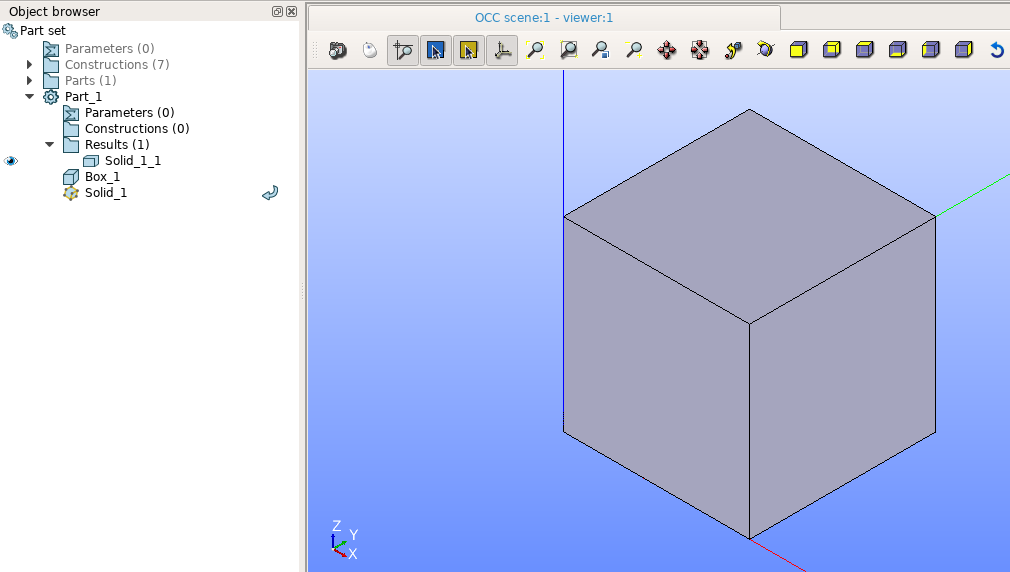 Object browser
Part set
Parameters (0)
Constructions (7)
Parts (1)
Part_1
Parameters (0)
Constructions (0)
Results (1)
Solid_1_1
Box_1
Solid_1
OCC scene:1 - viewer:1
Z
Y
X